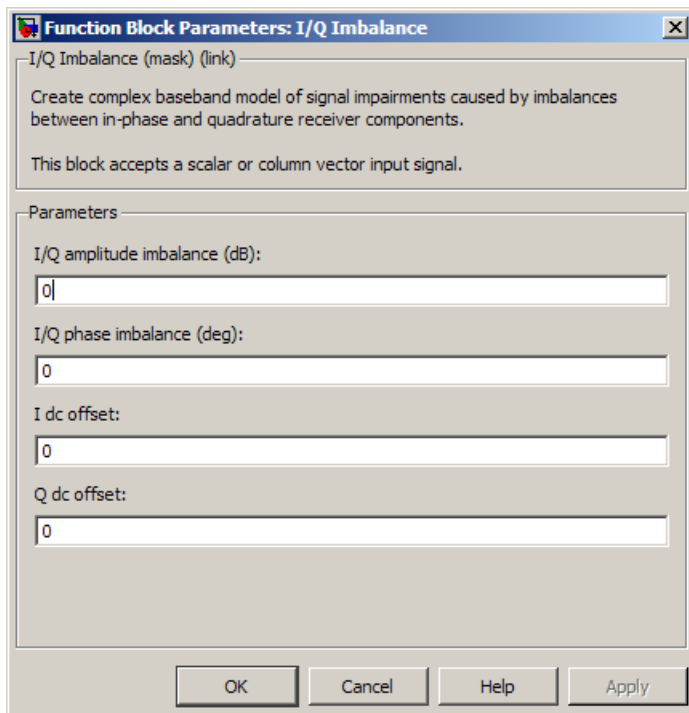 Function Block Parameters: I/Q Imbalance
I/Q Imbalance (mask) (link)
Create complex baseband model of signal impairments caused by imbalances
between in-phase and quadrature receiver components.
This block accepts a scalar or column vector input signal.
Parameters
I/Q amplitude imbalance (dB):
0
I/Q phase imbalance (deg):
0
I dc offset:
0
Q dc offset:
0
OK Cancel Help Apply